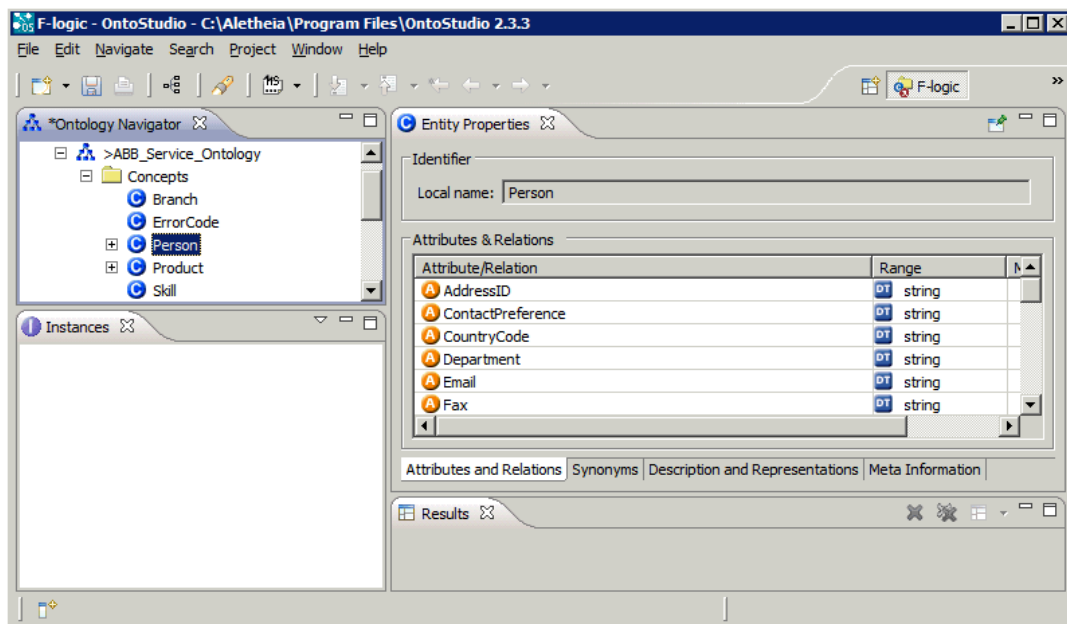 F-logic - OntoStudio - C:\Aletheia\Program Files\OntoStudio 2.3.3
File Edit Navigate Search Project Window Help
F-logic
*Ontology Navigator
>ABB_Service_Ontology
Concepts
Branch
ErrorCode
Person
Product
Skill
Instances
Entity Properties
Identifier
Local name: Person
Attributes & Relations
Attribute/Relation Range
AddressID string
ContactPreference string
CountryCode string
Department string
Email string
Fax string
Attributes and Relations Synonyms Description and Representations Meta Information
Results